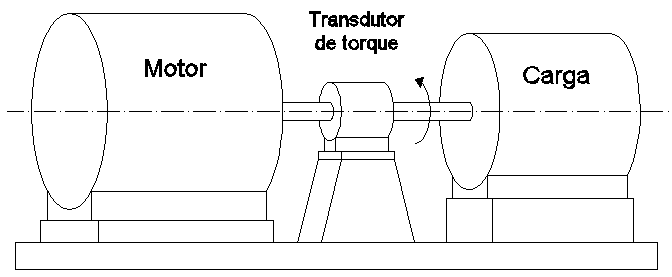 Transdutor
de torque
Motor
Carga